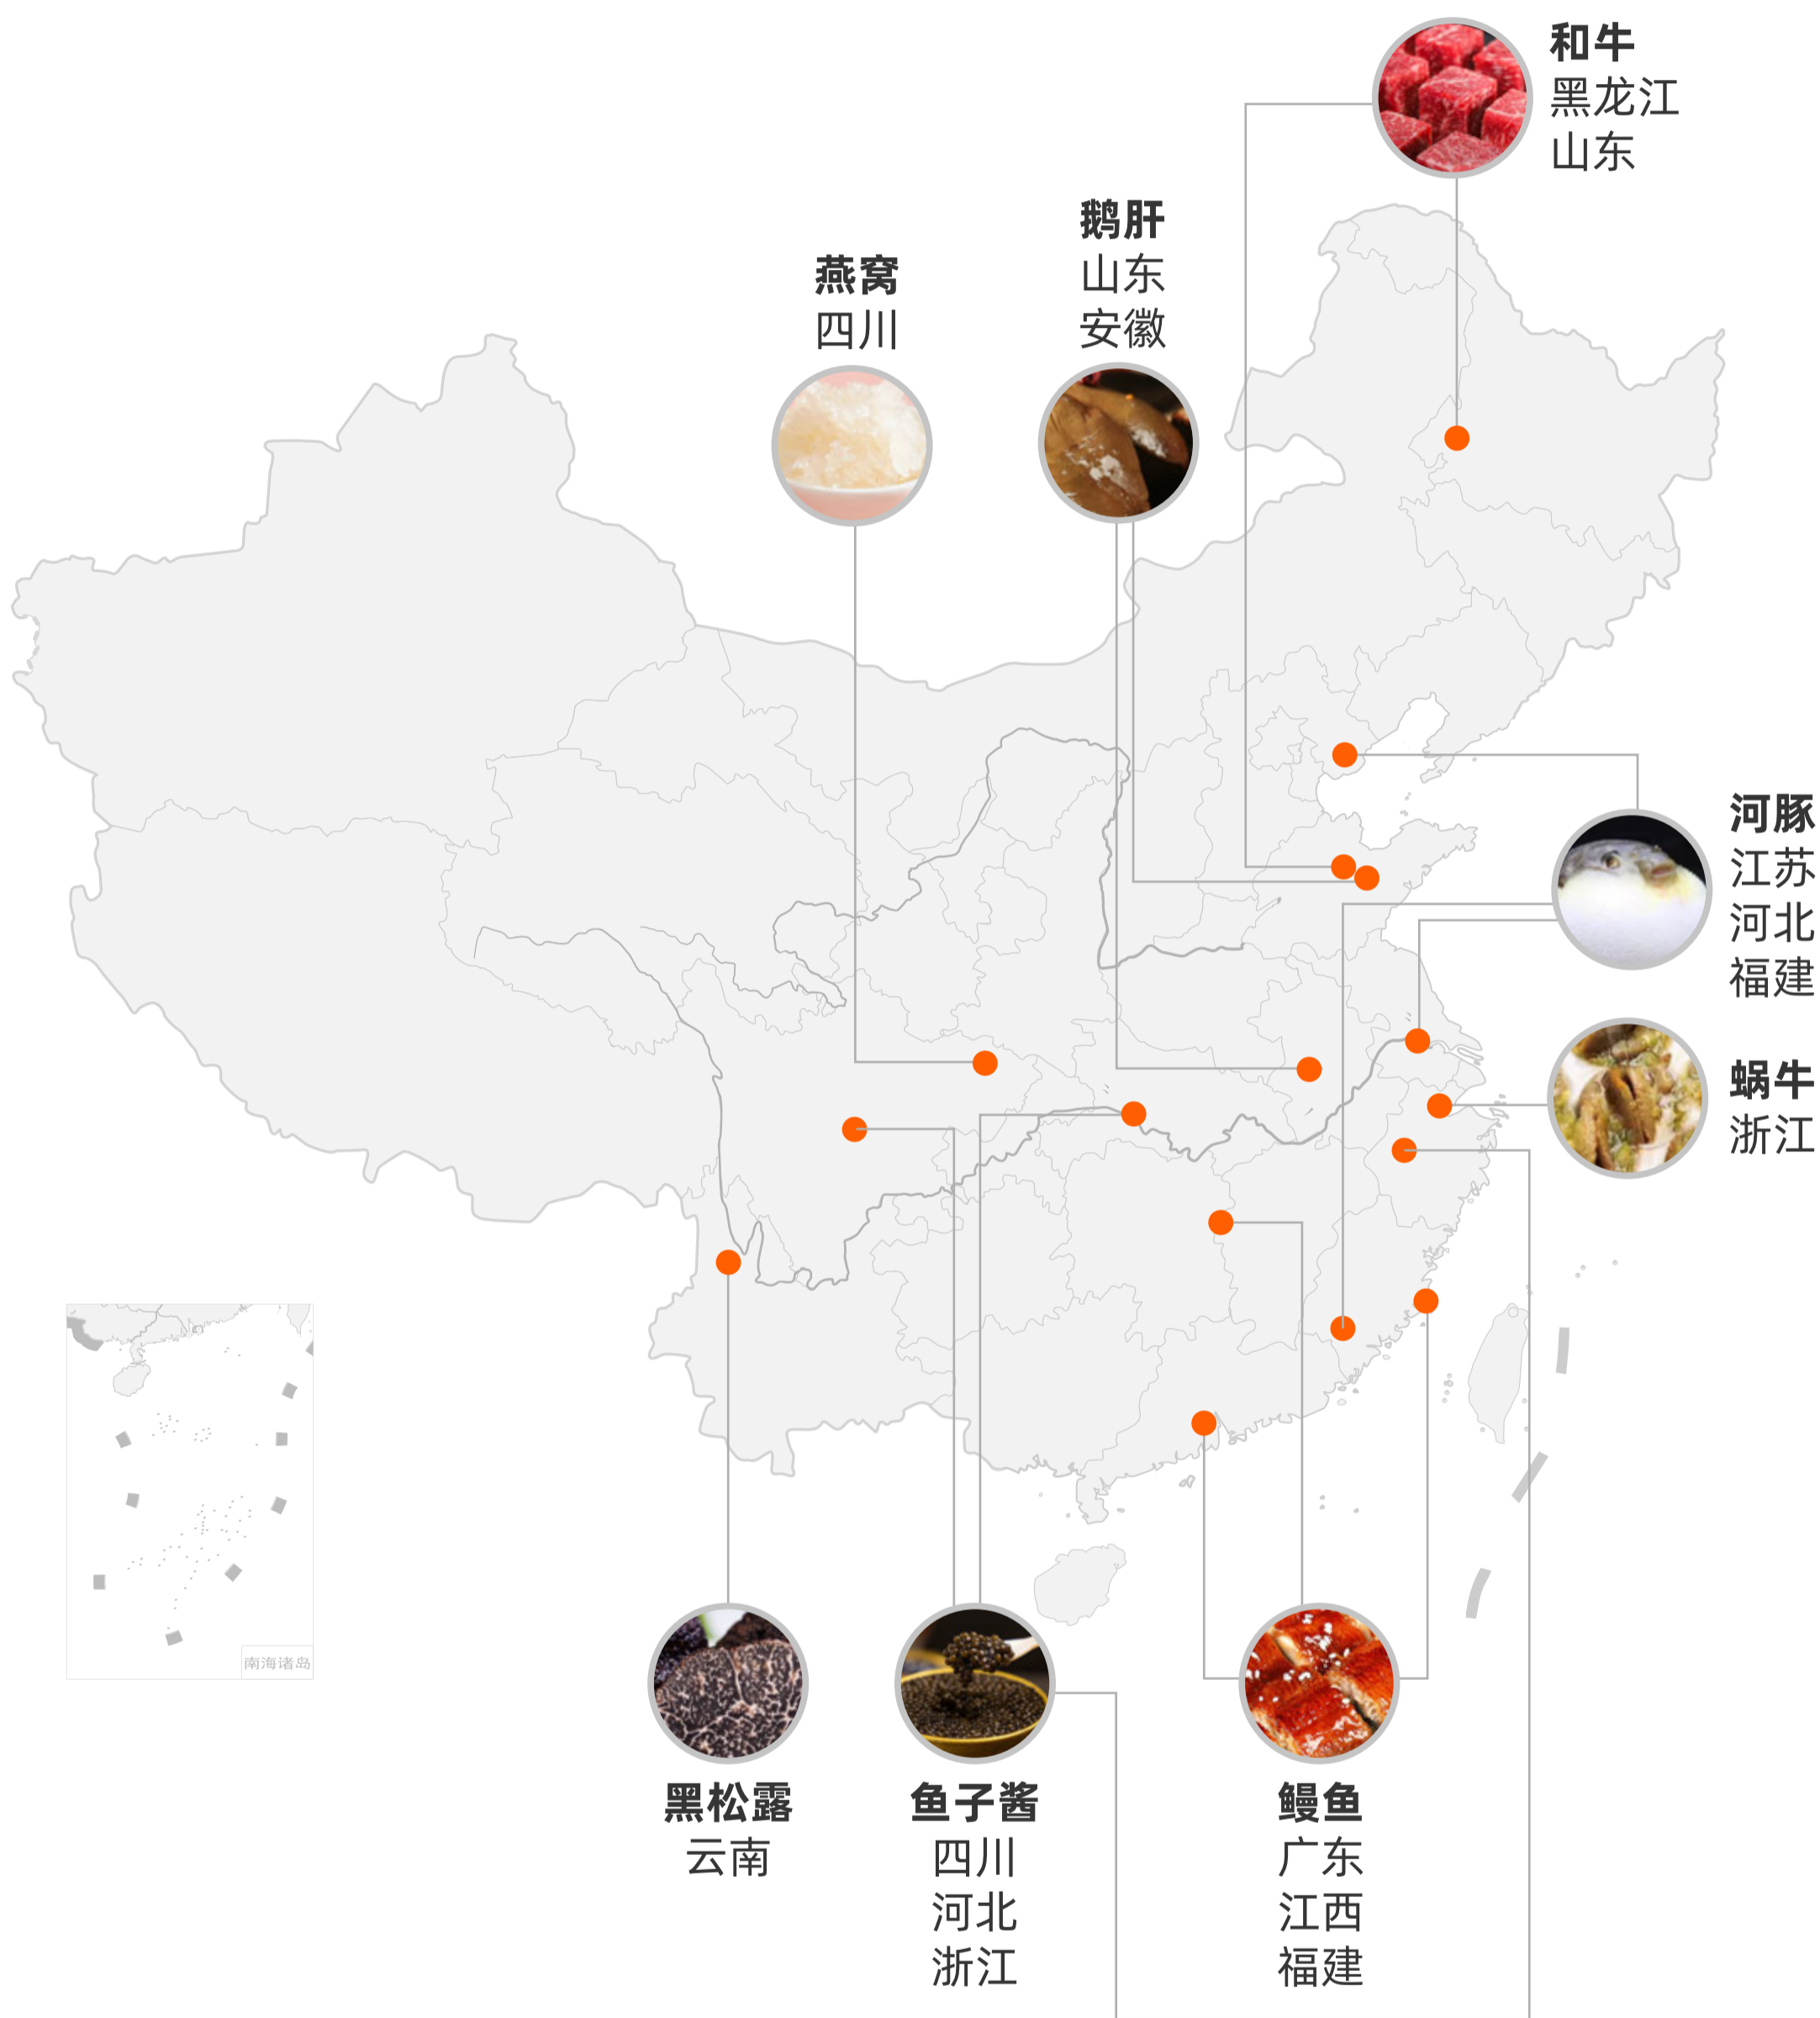 和牛
黑龙江
山东
鹅肝
山东
安徽
燕窝
四川
河豚
江苏
河北
福建
蜗牛
浙江
南海诸岛
黑松露
云南
鱼子酱
四川
河北
浙江
鳗鱼
广东
江西
福建